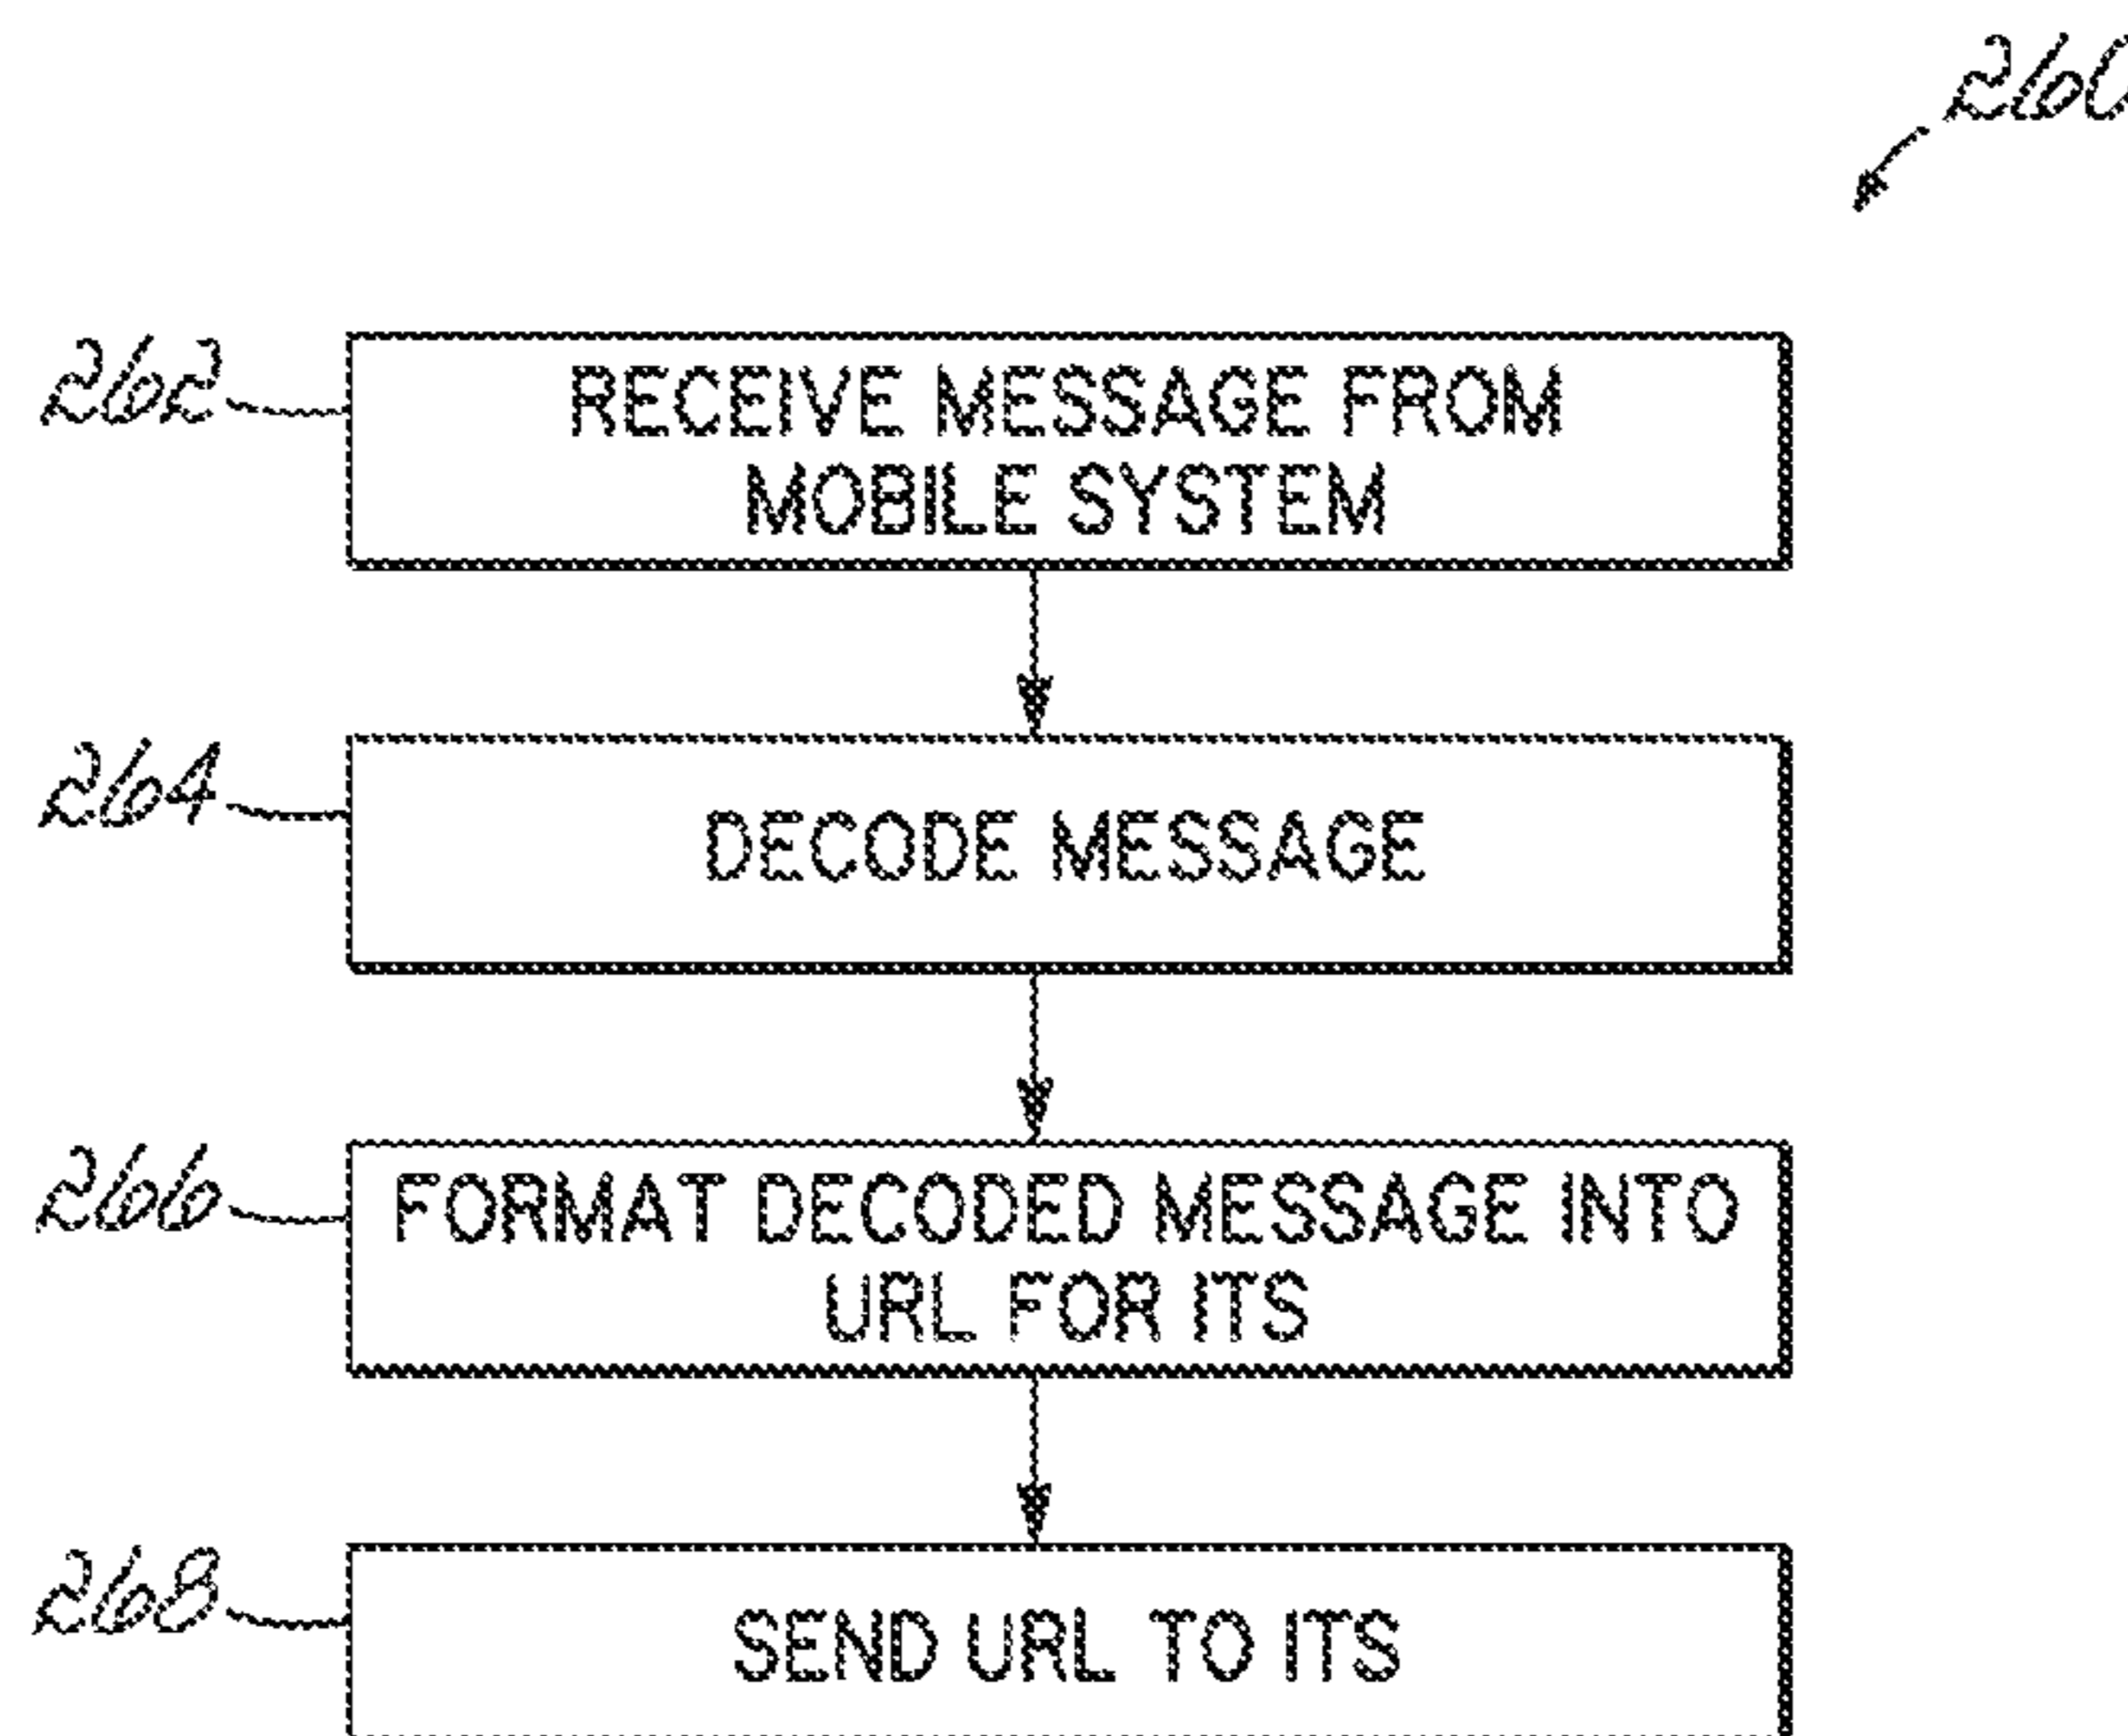 260
262
RECEIVE MESSAGE FROM
MOBILE SYSTEM
264
DECODE MESSAGE
266
FORMAT DECODED MESSAGE INTO
URL FOR ITS
268
SEND URL TO ITS